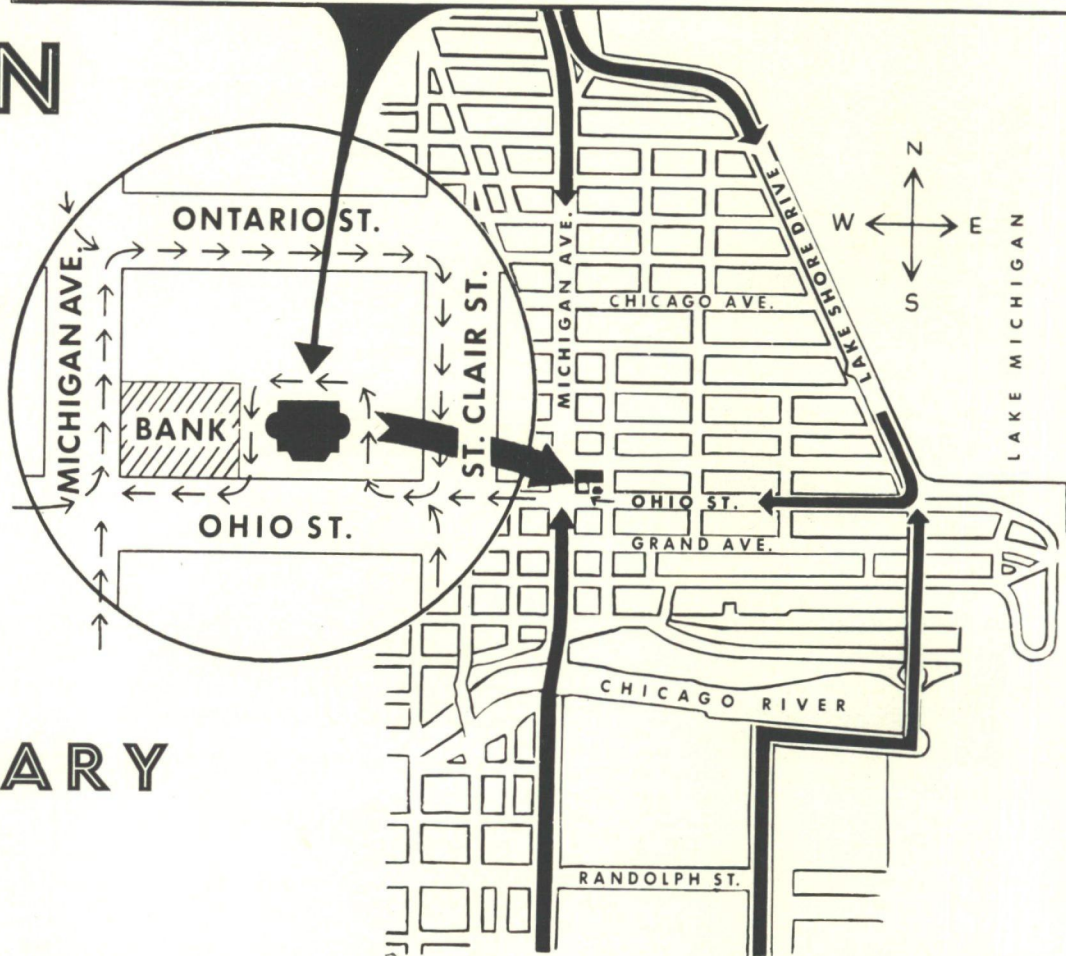 N
ONTARIO ST.
MICHIGAN AVE.
ST. CLAIR ST.
BANK
OHIO ST.
ARY
MICHIGAN AVE.
CHICAGO AVE.
LAKE SHORE DRIVE
N
W
E
S
LAKE MICHIGAN
OHIO ST.
GRAND AVE.
CHICAGO RIVER
RANDOLPH ST.